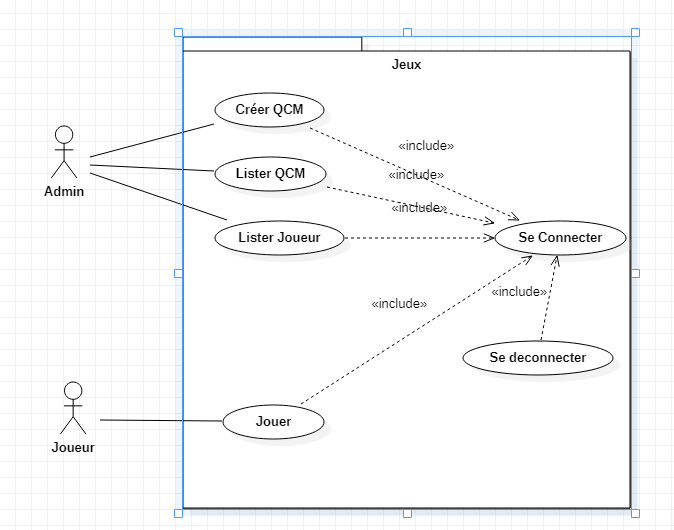 Jeux
Créer QCM
«include»
Lister QCM
«include»
Admin
«include»
Lister Joueur
Se Connecter
«include»
«include»
Se deconnecter
Jouer
Joueur